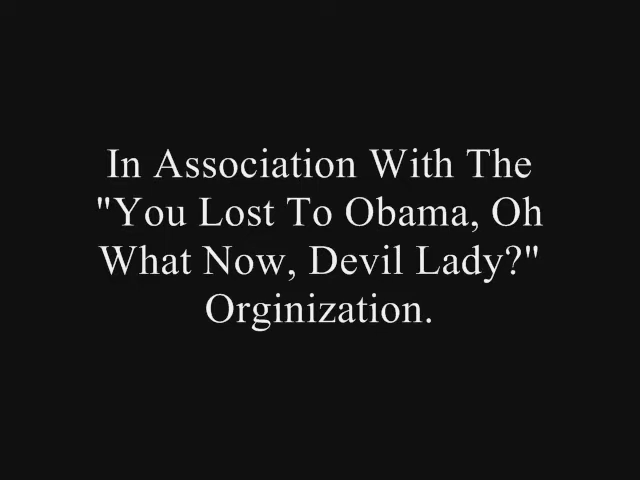 In Association With The
"You Lost To Obama, Oh
What Now, Devil Lady?"
Orginization.